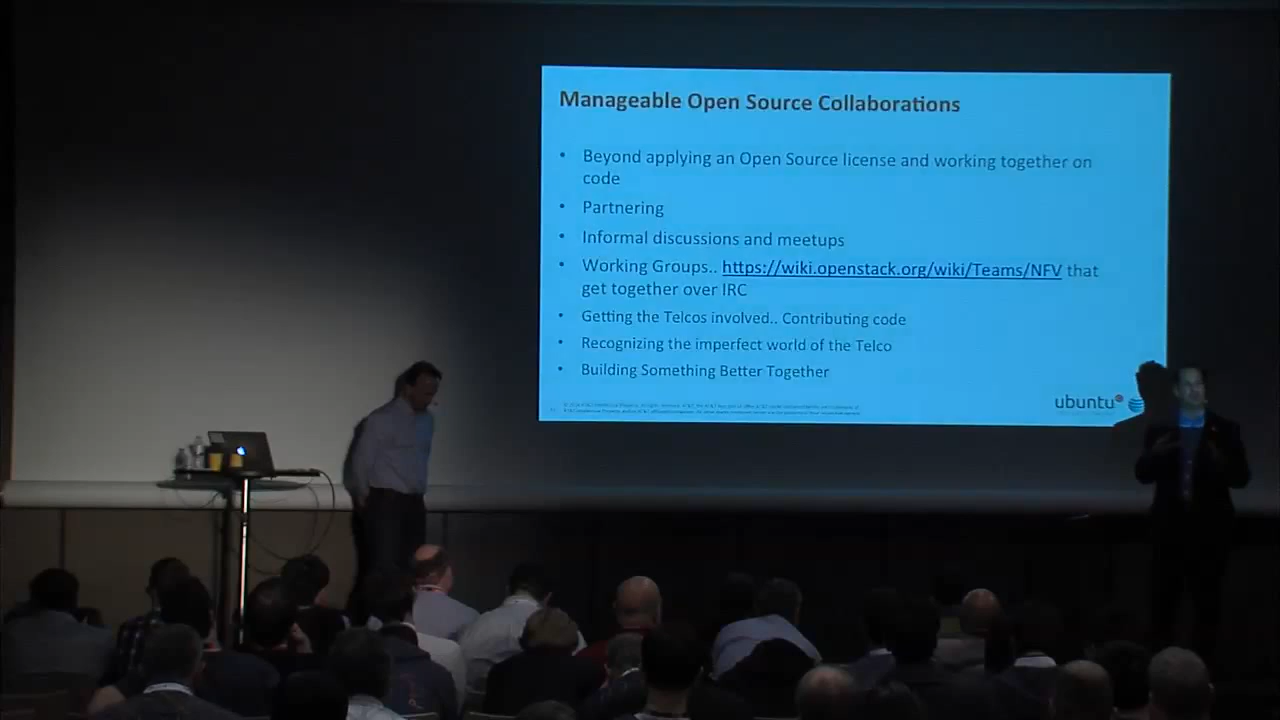 Manageable Open Source Collaborations
• Beyond applying an Open Source license and working together on
code
• Partnering
• Informal discussions and meetups
• Working Groups.. https://wiki.openstack.org/wiki/Teams/NFV that
get together over IRC
• Getting the Telcos involved.. Contributing code
• Recognizing the imperfect world of the Telco
• Building Something Better Together
ubuntu